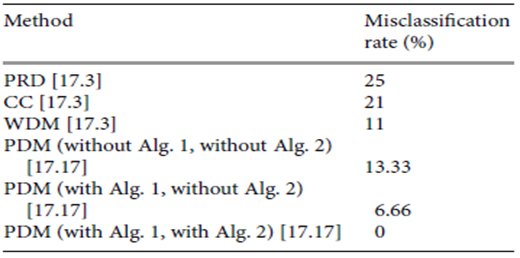 Method Misclassification
rate (%)
PRD [17.3] 25
CC [17.3] 21
WDM [17.3] 11
PDM (without Alg. 1, without Alg. 2)
[17.17] 13.33
PDM (with Alg. 1, without Alg. 2)
[17.17] 6.66
PDM (with Alg. 1, with Alg. 2) [17.17] 0